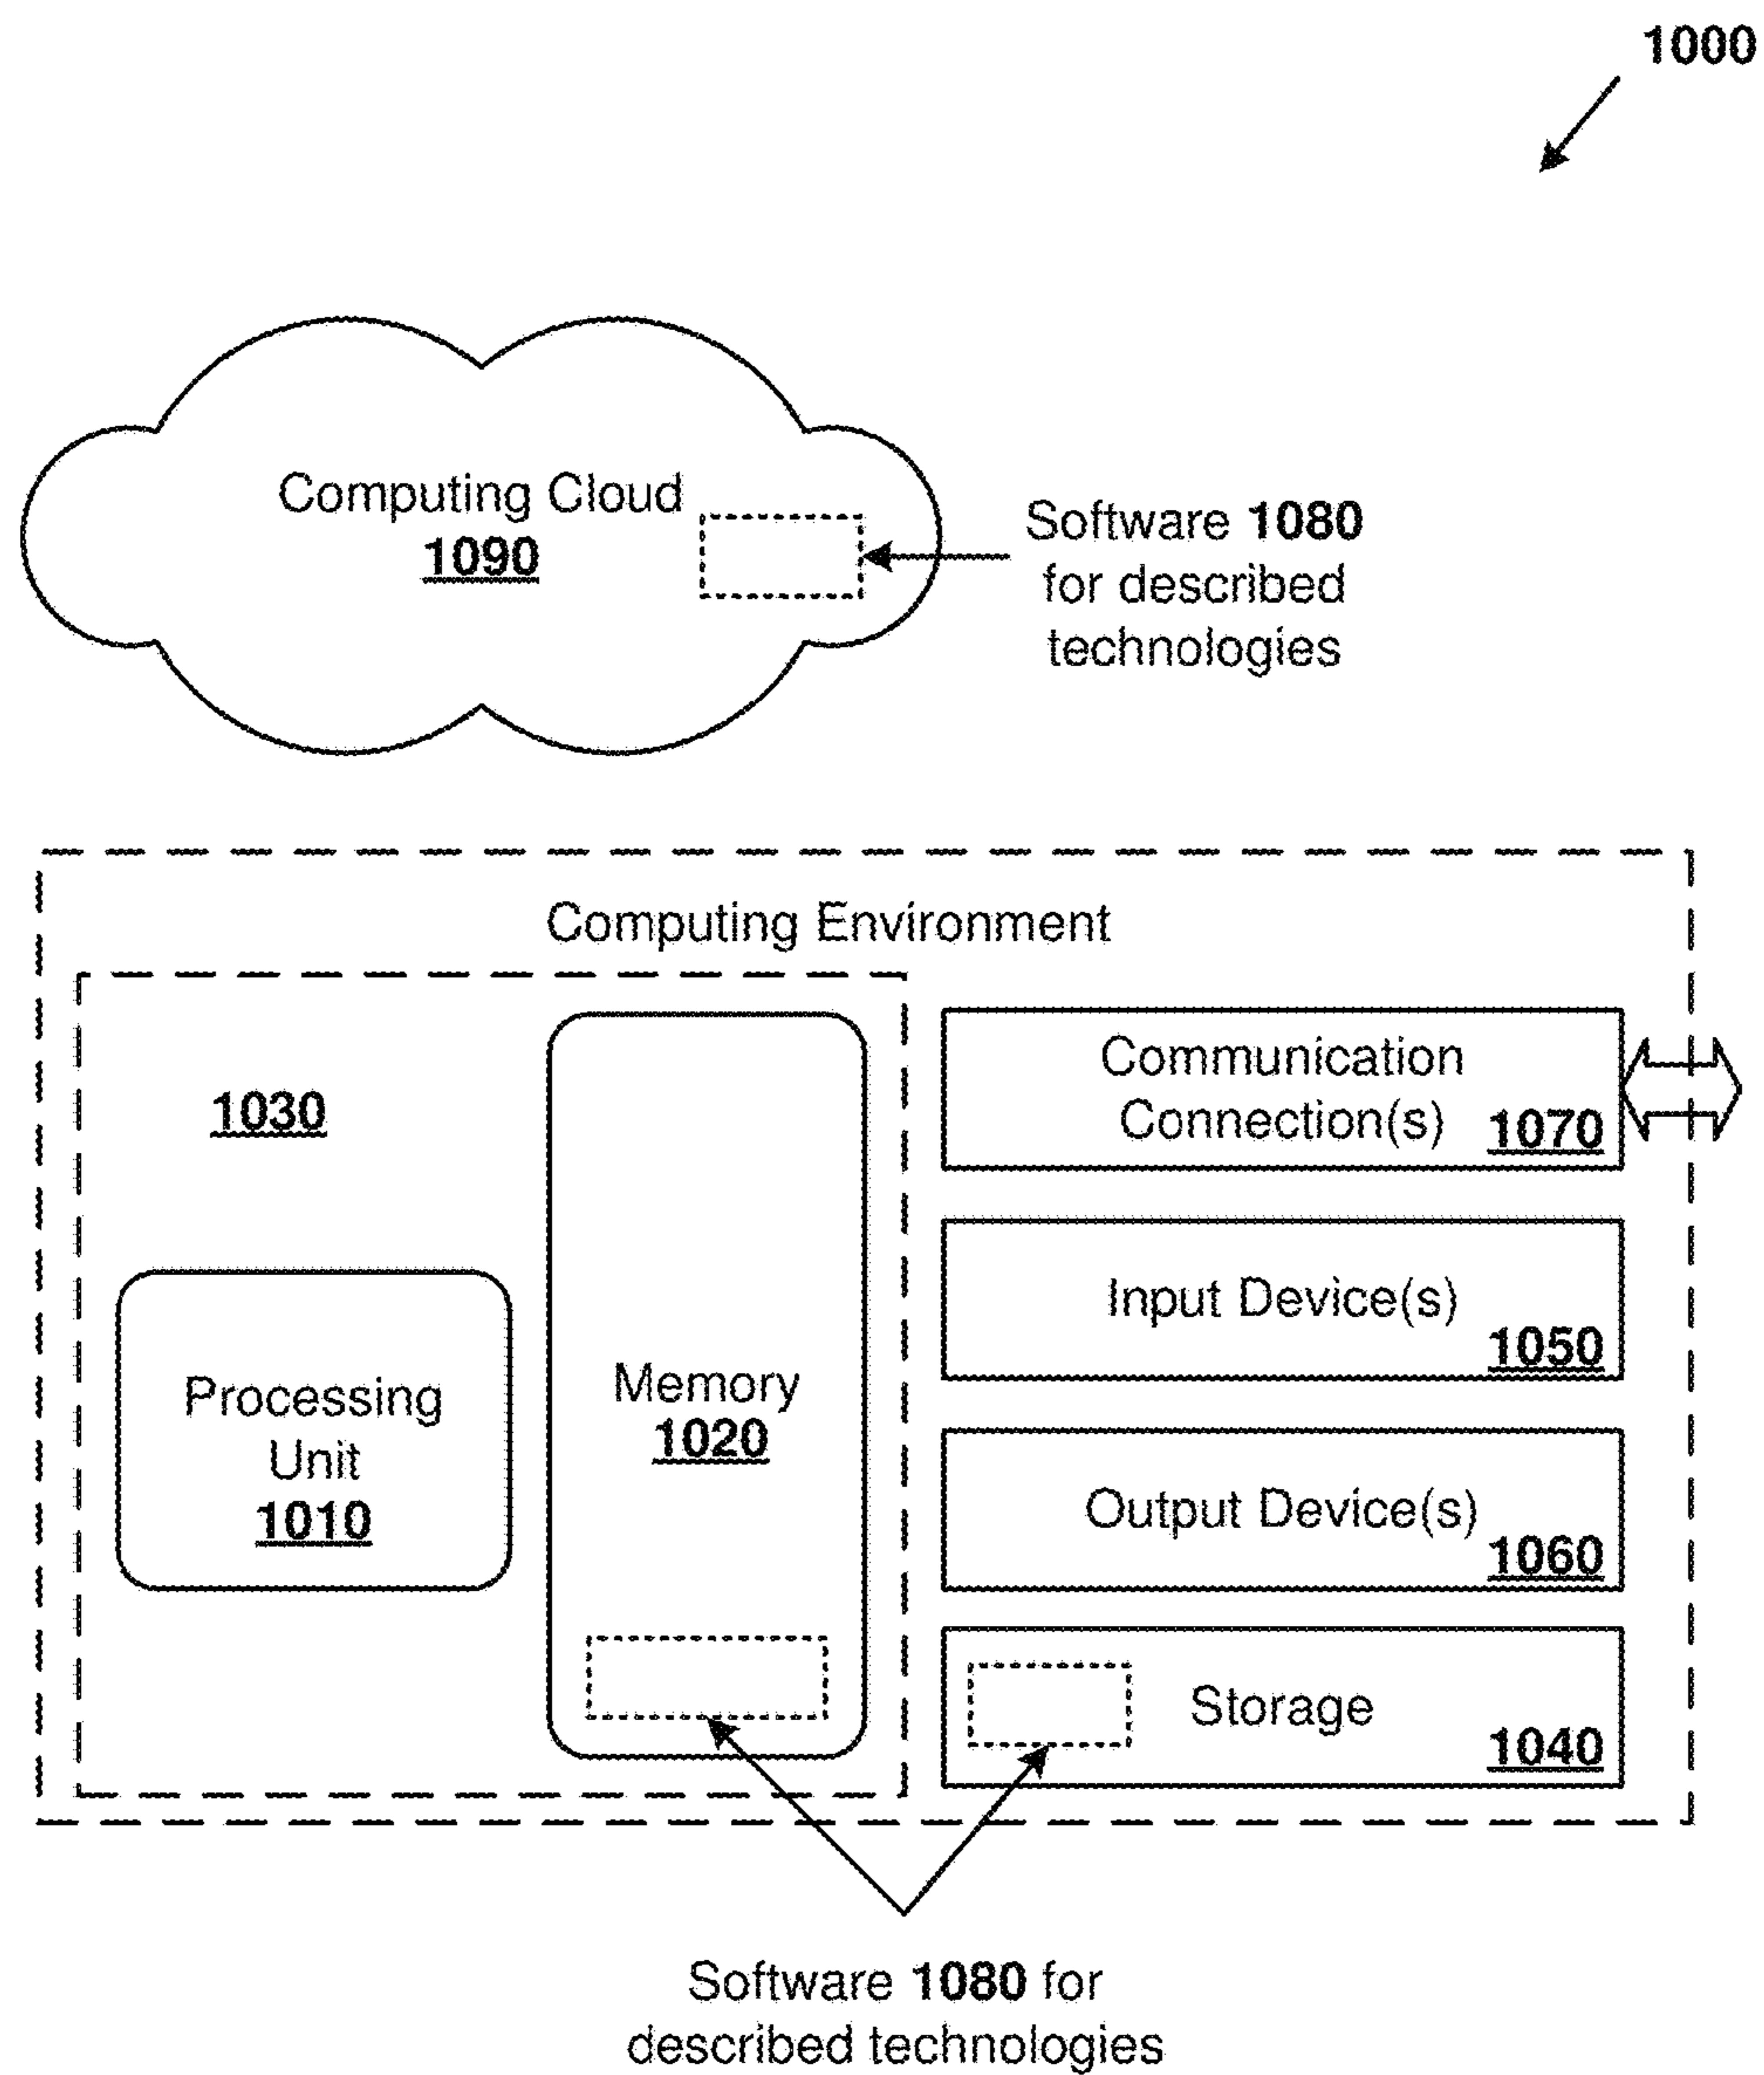 1000
Computing Cloud
1090
Software 1080
for described
technologies
Computing Environment
1030
Processing
Unit
1010
Memory
1020
Communication
Connection(s) 1070
Input Device(s)
1050
Output Device(s)
1060
Storage
1040
Software 1080 for
described technologies